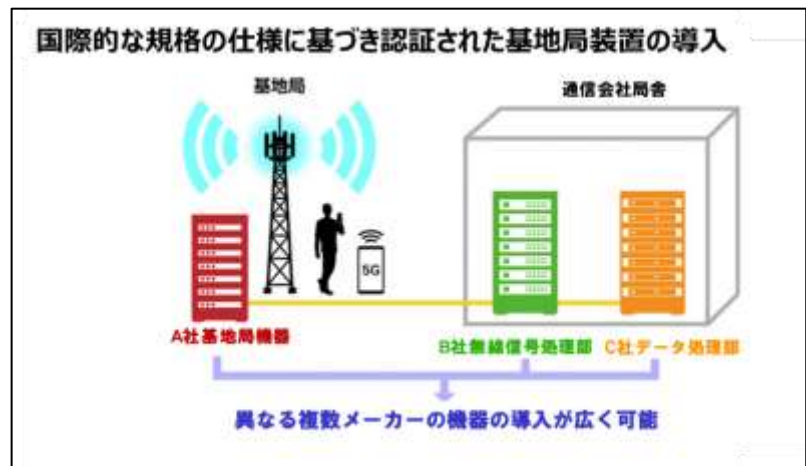 国際的な規格の仕様に基づき認証された基地局装置の導入
基地局
通信会社局舎
5G
A社基地局機器
B社無線信号処理部
C社データ処理部
異なる複数メーカーの機器の導入が広く可能